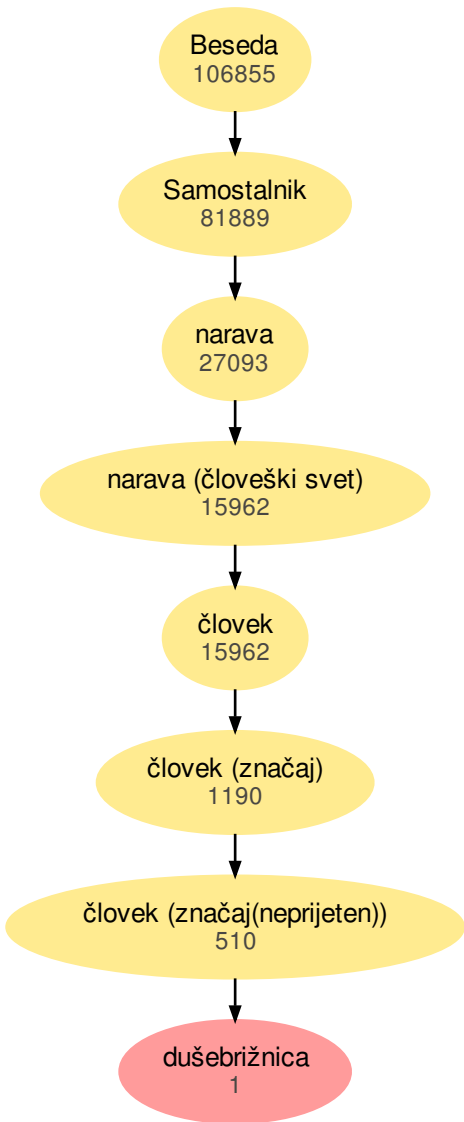 Beseda
106855
Samostalnik
81889
narava
27093
narava (človeški svet)
15962
človek
15962
človek (značaj)
1190
človek (značaj(neprijeten))
510
dušebrižnica
1